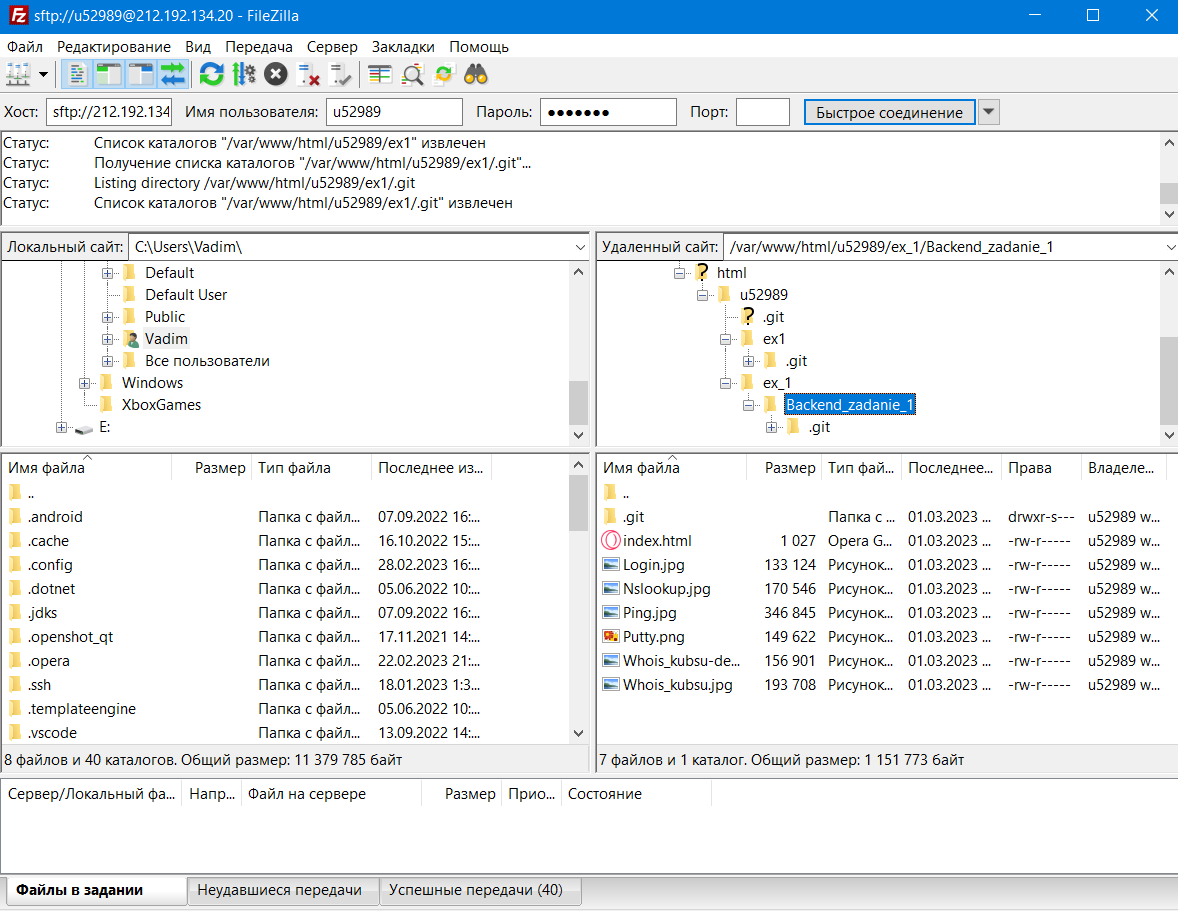 sftp://u52989@212.192.134.20 - FileZilla
Файл Редактирование Вид Передача Сервер Закладки Помощь
Хост: sftp://212.192.134 Имя пользователя: u52989 Пароль: ●●●●●●● Порт: Быстрое соединение
Статус: Список каталогов "/var/www/html/u52989/ex1" извлечен
Статус: Получение списка каталогов "/var/www/html/u52989/ex1/.git"...
Статус: Listing directory /var/www/html/u52989/ex1/.git
Статус: Список каталогов "/var/www/html/u52989/ex1/.git" извлечен
Локальный сайт: C:\Users\Vadim\
Default
Default User
Public
Vadim
Все пользователи
Windows
XboxGames
E:
Удаленный сайт: /var/www/html/u52989/ex_1/Backend_zadanie_1
html
u52989
.git
ex1
.git
ex_1
Backend_zadanie_1
.git
Имя файла Размер Тип файла Последнее из...
..
.android Папка с файл... 07.09.2022 16:...
.cache Папка с файл... 16.10.2022 15:...
.config Папка с файл... 28.02.2023 16:...
.dotnet Папка с файл... 05.06.2022 10:...
.jdks Папка с файл... 07.09.2022 16:...
.openshot_qt Папка с файл... 17.11.2021 14:...
.opera Папка с файл... 22.02.2023 21:...
.ssh Папка с файл... 18.01.2023 1:3...
.templateengine Папка с файл... 05.06.2022 10:...
.vscode Папка с файл... 13.09.2022 14:...
8 файлов и 40 каталогов. Общий размер: 11 379 785 байт
Имя файла Размер Тип фай... Последнее... Права Владеле...
..
.git Папка с ... 01.03.2023 ... drwxr-s--- u52989 w...
index.html 1 027 Opera G... 01.03.2023 ... -rw-r----- u52989 w...
Login.jpg 133 124 Рисунок... 01.03.2023 ... -rw-r----- u52989 w...
Nslookup.jpg 170 546 Рисунок... 01.03.2023 ... -rw-r----- u52989 w...
Ping.jpg 346 845 Рисунок... 01.03.2023 ... -rw-r----- u52989 w...
Putty.png 149 622 Рисунок... 01.03.2023 ... -rw-r----- u52989 w...
Whois_kubsu-de... 156 901 Рисунок... 01.03.2023 ... -rw-r----- u52989 w...
Whois_kubsu.jpg 193 708 Рисунок... 01.03.2023 ... -rw-r----- u52989 w...
7 файлов и 1 каталог. Общий размер: 1 151 773 байт
Сервер/Локальный фа... Напр... Файл на сервере Размер Прио... Состояние
Файлы в задании Неудавшиеся передачи Успешные передачи (40)